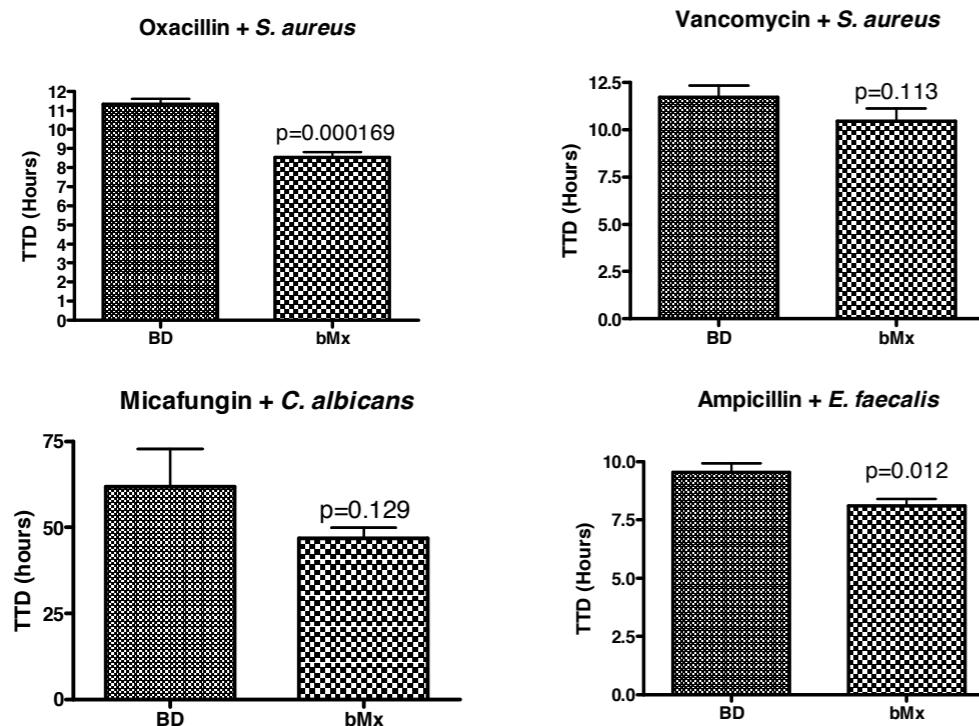 Oxacillin + S. aureus
TTD (Hours)
12
11
11
10
9
8
7
6
5
4
3
2
1
0
p=0.000169
BD
bMx
Vancomycin + S. aureus
TTD (Hours)
12.5
10.0
7.5
5.0
2.5
0.0
p=0.113
BD
bMx
Micafungin + C. albicans
TTD (hours)
75
50
25
0
p=0.129
BD
bMx
Ampicillin + E. faecalis
TTD (Hours)
10.0
7.5
5.0
2.5
0.0
p=0.012
BD
bMx